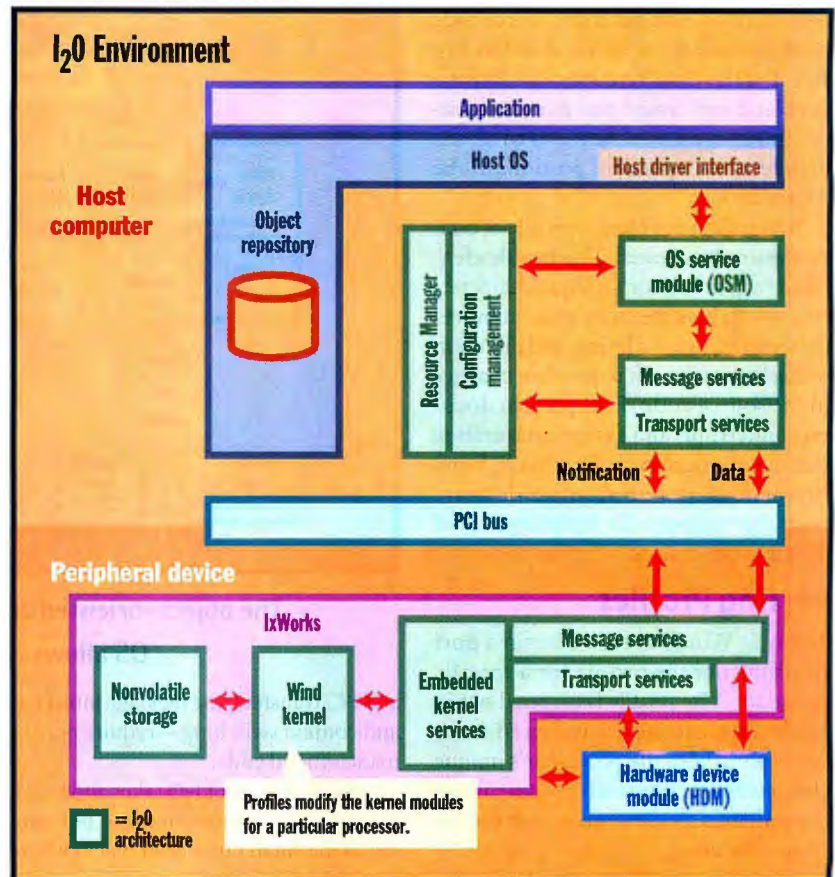 I₂O Environment
Application
Host OS
Host driver interface
Host
computer
Object
repository
Resource Manager
Configuration
management
OS service
module (OSM)
Message services
Transport services
Notification
Data
PCI bus
Peripheral device
IxWorks
Nonvolatile
storage
Wind
kernel
Embedded
kernel
services
Message services
Transport services
Hardware device
module (HDM)
Profiles modify the kernel modules
for a particular processor.
= I₂O
architecture